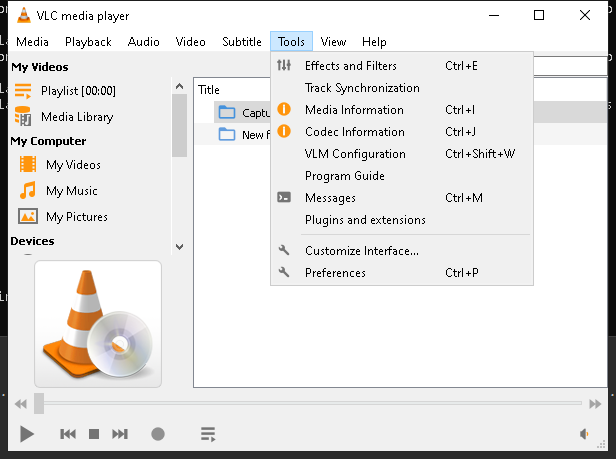 VLC media player
Media Playback Audio Video Subtitle Tools View Help
My Videos
Playlist [00:00]
Media Library
My Computer
My Videos
My Music
My Pictures
Devices
Title
New
Effects and Filters Ctrl+E
Track Synchronization
Media Information Ctrl+I
Codec Information Ctrl+J
VLM Configuration Ctrl+Shift+W
Program Guide
Messages Ctrl+M
Plugins and extensions
Customize Interface...
Preferences Ctrl+P